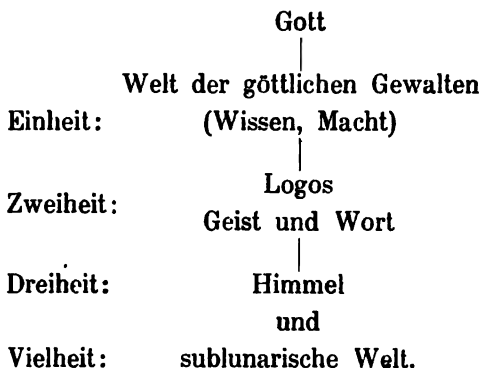 Gott
Welt der göttlichen Gewalten
Einheit: (Wissen, Macht)
Logos
Zweiheit:
Geist und Wort
Dreiheit: Himmel
und
Vielheit: sublunarische Welt.